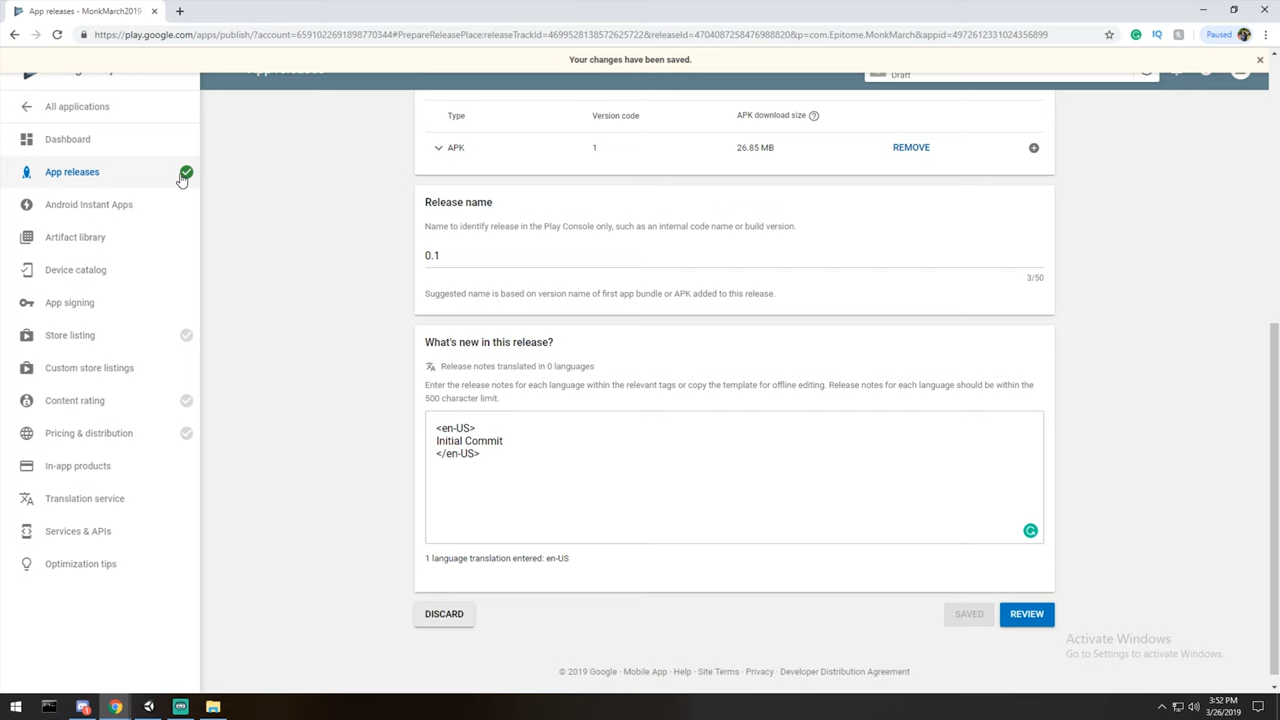 App releases - MonkMarch2019
https://play.google.com/apps/publish/?account=6591022691898770344#PrepareReleasePlace:releaseTrackId=4699528138572625722&releaseId=4704087258476988820&p=com.Epitome.MonkMarch&appid=4972612331024356899
Paused
Your changes have been saved.
Draft
All applications
Dashboard
App releases
Android Instant Apps
Artifact library
Device catalog
App signing
Store listing
Custom store listings
Content rating
Pricing & distribution
In-app products
Translation service
Services & APIs
Optimization tips
Type Version code APK download size
APK 1 26.85 MB REMOVE
Release name
Name to identify release in the Play Console only, such as an internal code name or build version.
0.1
3/50
Suggested name is based on version name of first app bundle or APK added to this release.
What's new in this release?
Release notes translated in 0 languages
Enter the release notes for each language within the relevant tags or copy the template for offline editing. Release notes for each language should be within the
500 character limit.
<en-US>
Initial Commit
</en-US>
1 language translation entered: en-US
DISCARD SAVED REVIEW
Activate Windows
Go to Settings to activate Windows.
© 2019 Google · Mobile App · Help · Site Terms · Privacy · Developer Distribution Agreement
3:52 PM
3/26/2019